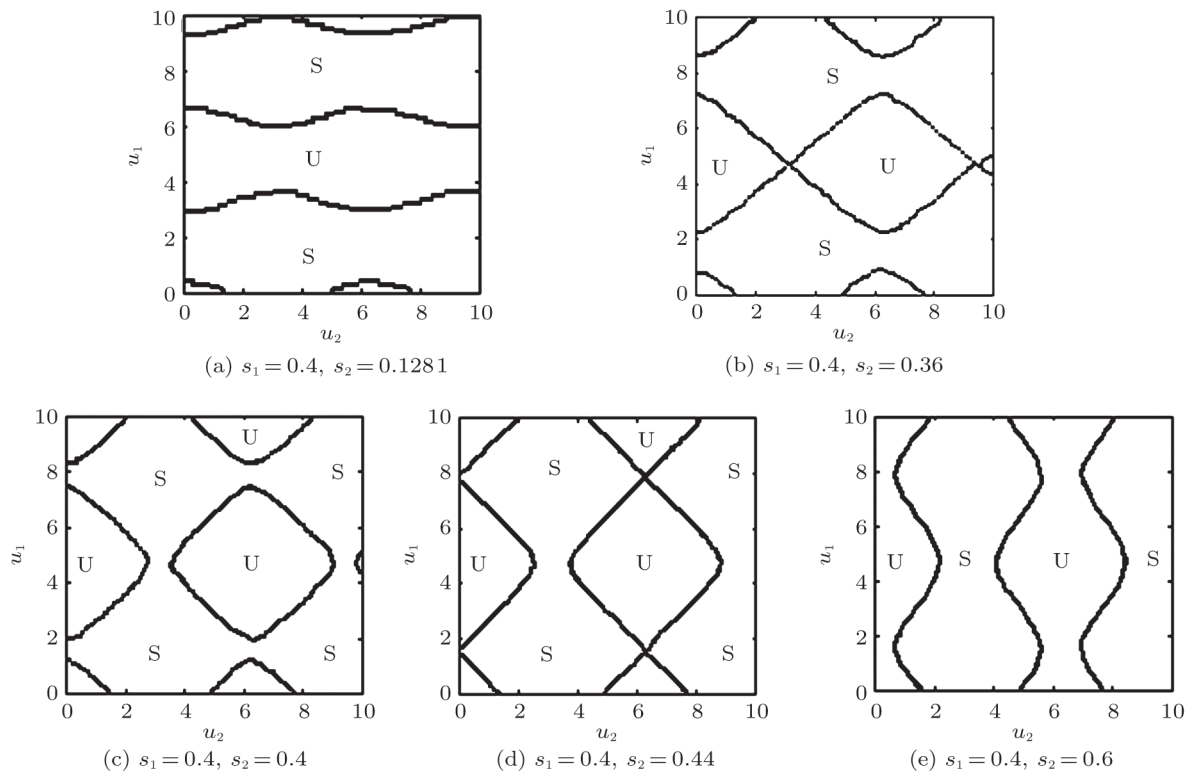 10
8
6
4
2
0
u₁
S
U
S
0 2 4 6 8 10
u₂
(a) s₁ = 0.4, s₂ = 0.1281
10
8
6
4
2
0
u₁
S
U U
S
0 2 4 6 8 10
u₂
(b) s₁ = 0.4, s₂ = 0.36
10
8
6
4
2
0
u₁
U
S S
U U
S S
0 2 4 6 8 10
u₂
(c) s₁ = 0.4, s₂ = 0.4
10
8
6
4
2
0
u₁
U
S S
U U
S S
0 2 4 6 8 10
u₂
(d) s₁ = 0.4, s₂ = 0.44
10
8
6
4
2
0
u₁
U S U S
0 2 4 6 8 10
u₂
(e) s₁ = 0.4, s₂ = 0.6